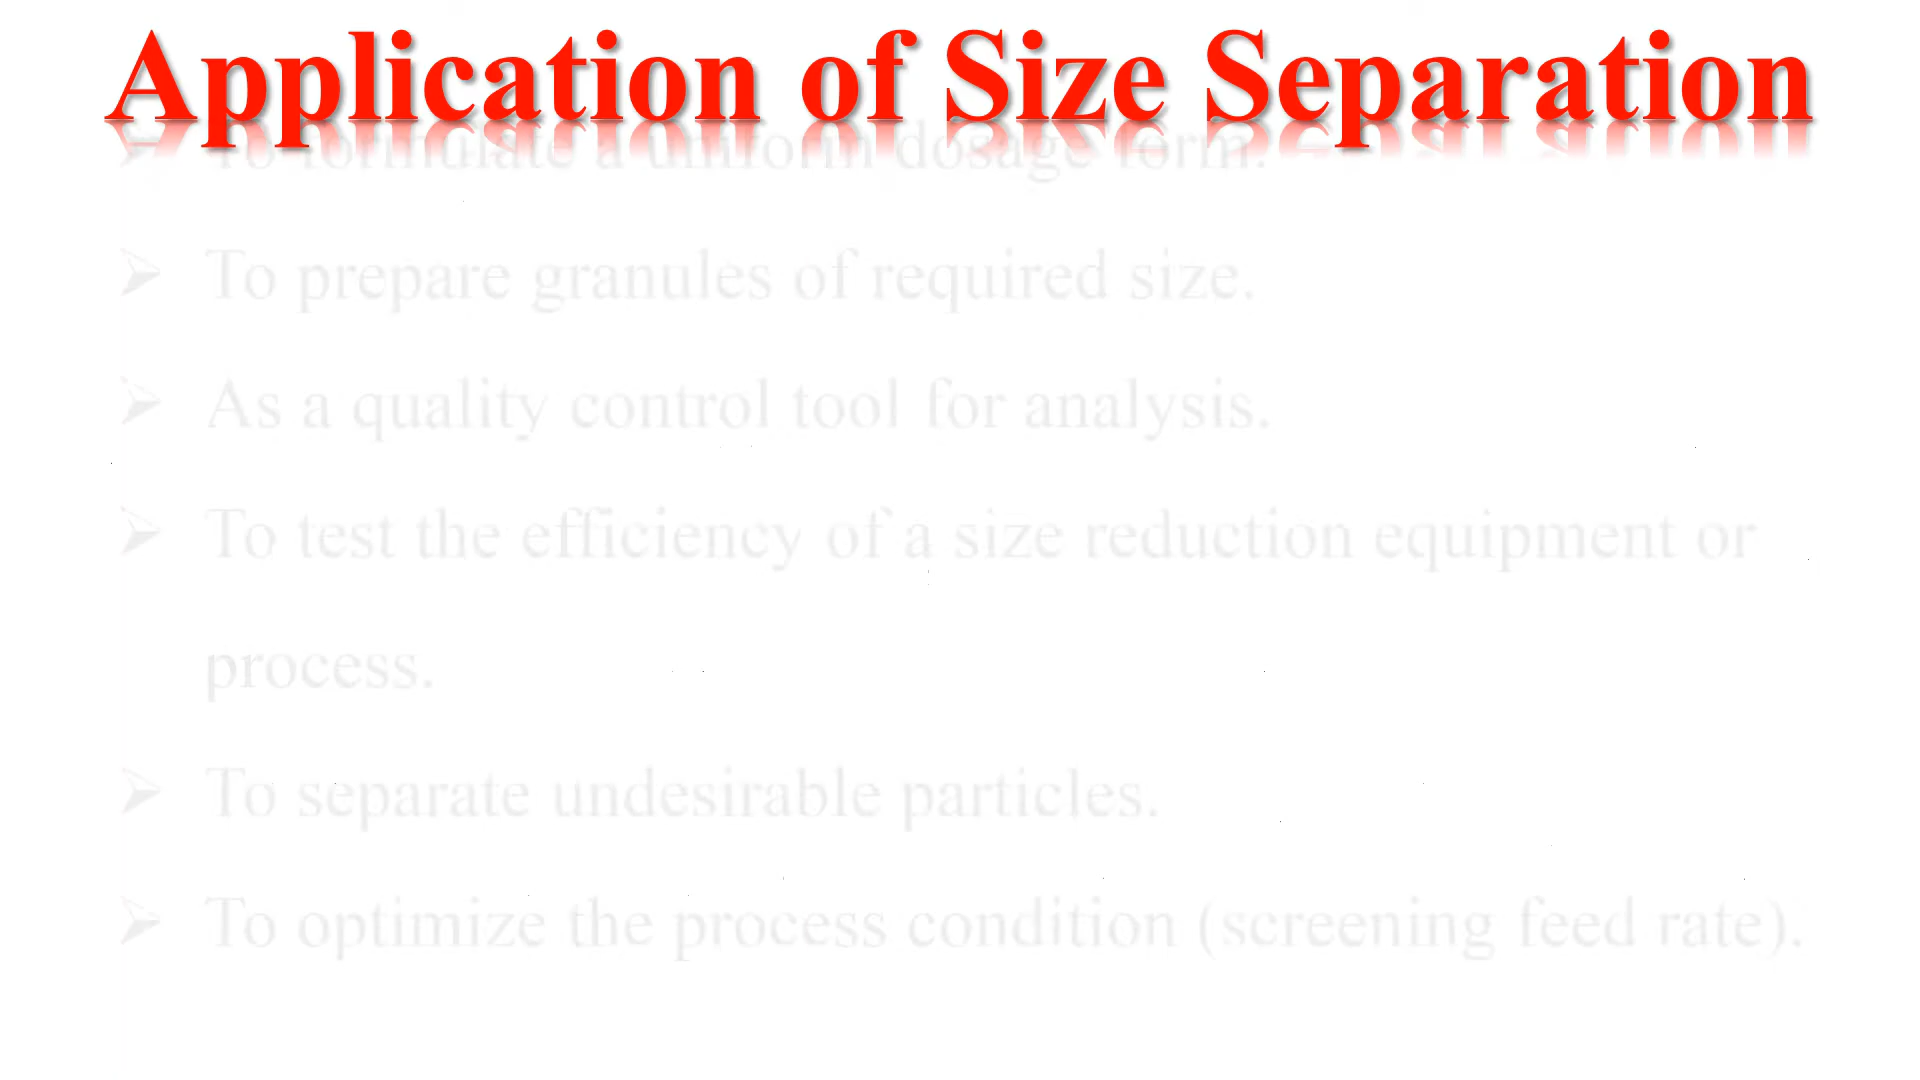 Application of Size Separation
To formulate a uniform dosage form.
To prepare granules of required size.
As a quality control tool for analysis.
To test the efficiency of a size reduction equipment or
process.
To separate undesirable particles.
To optimize the process condition (screening feed rate).